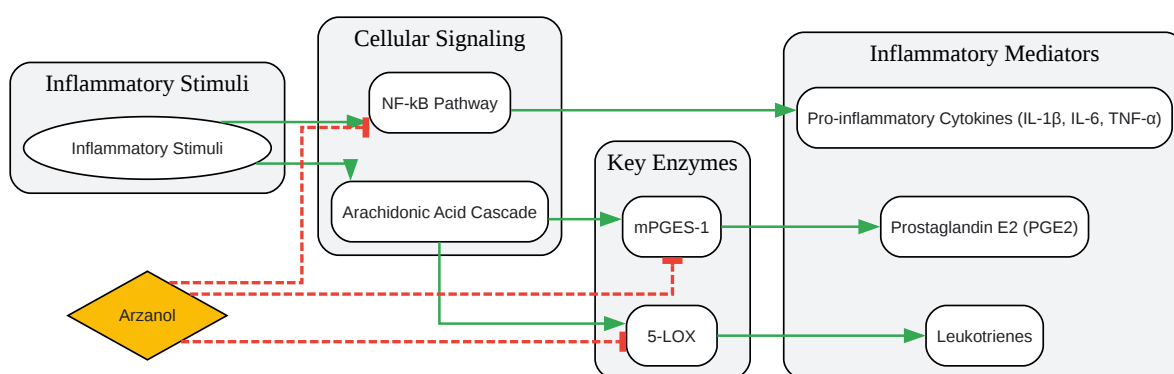 Inflammatory Stimuli
Inflammatory Stimuli
Cellular Signaling
NF-kB Pathway
Arachidonic Acid Cascade
Key Enzymes
mPGES-1
5-LOX
Inflammatory Mediators
Pro-inflammatory Cytokines (IL-1β, IL-6, TNF-α)
Prostaglandin E2 (PGE2)
Leukotrienes
Arzanol